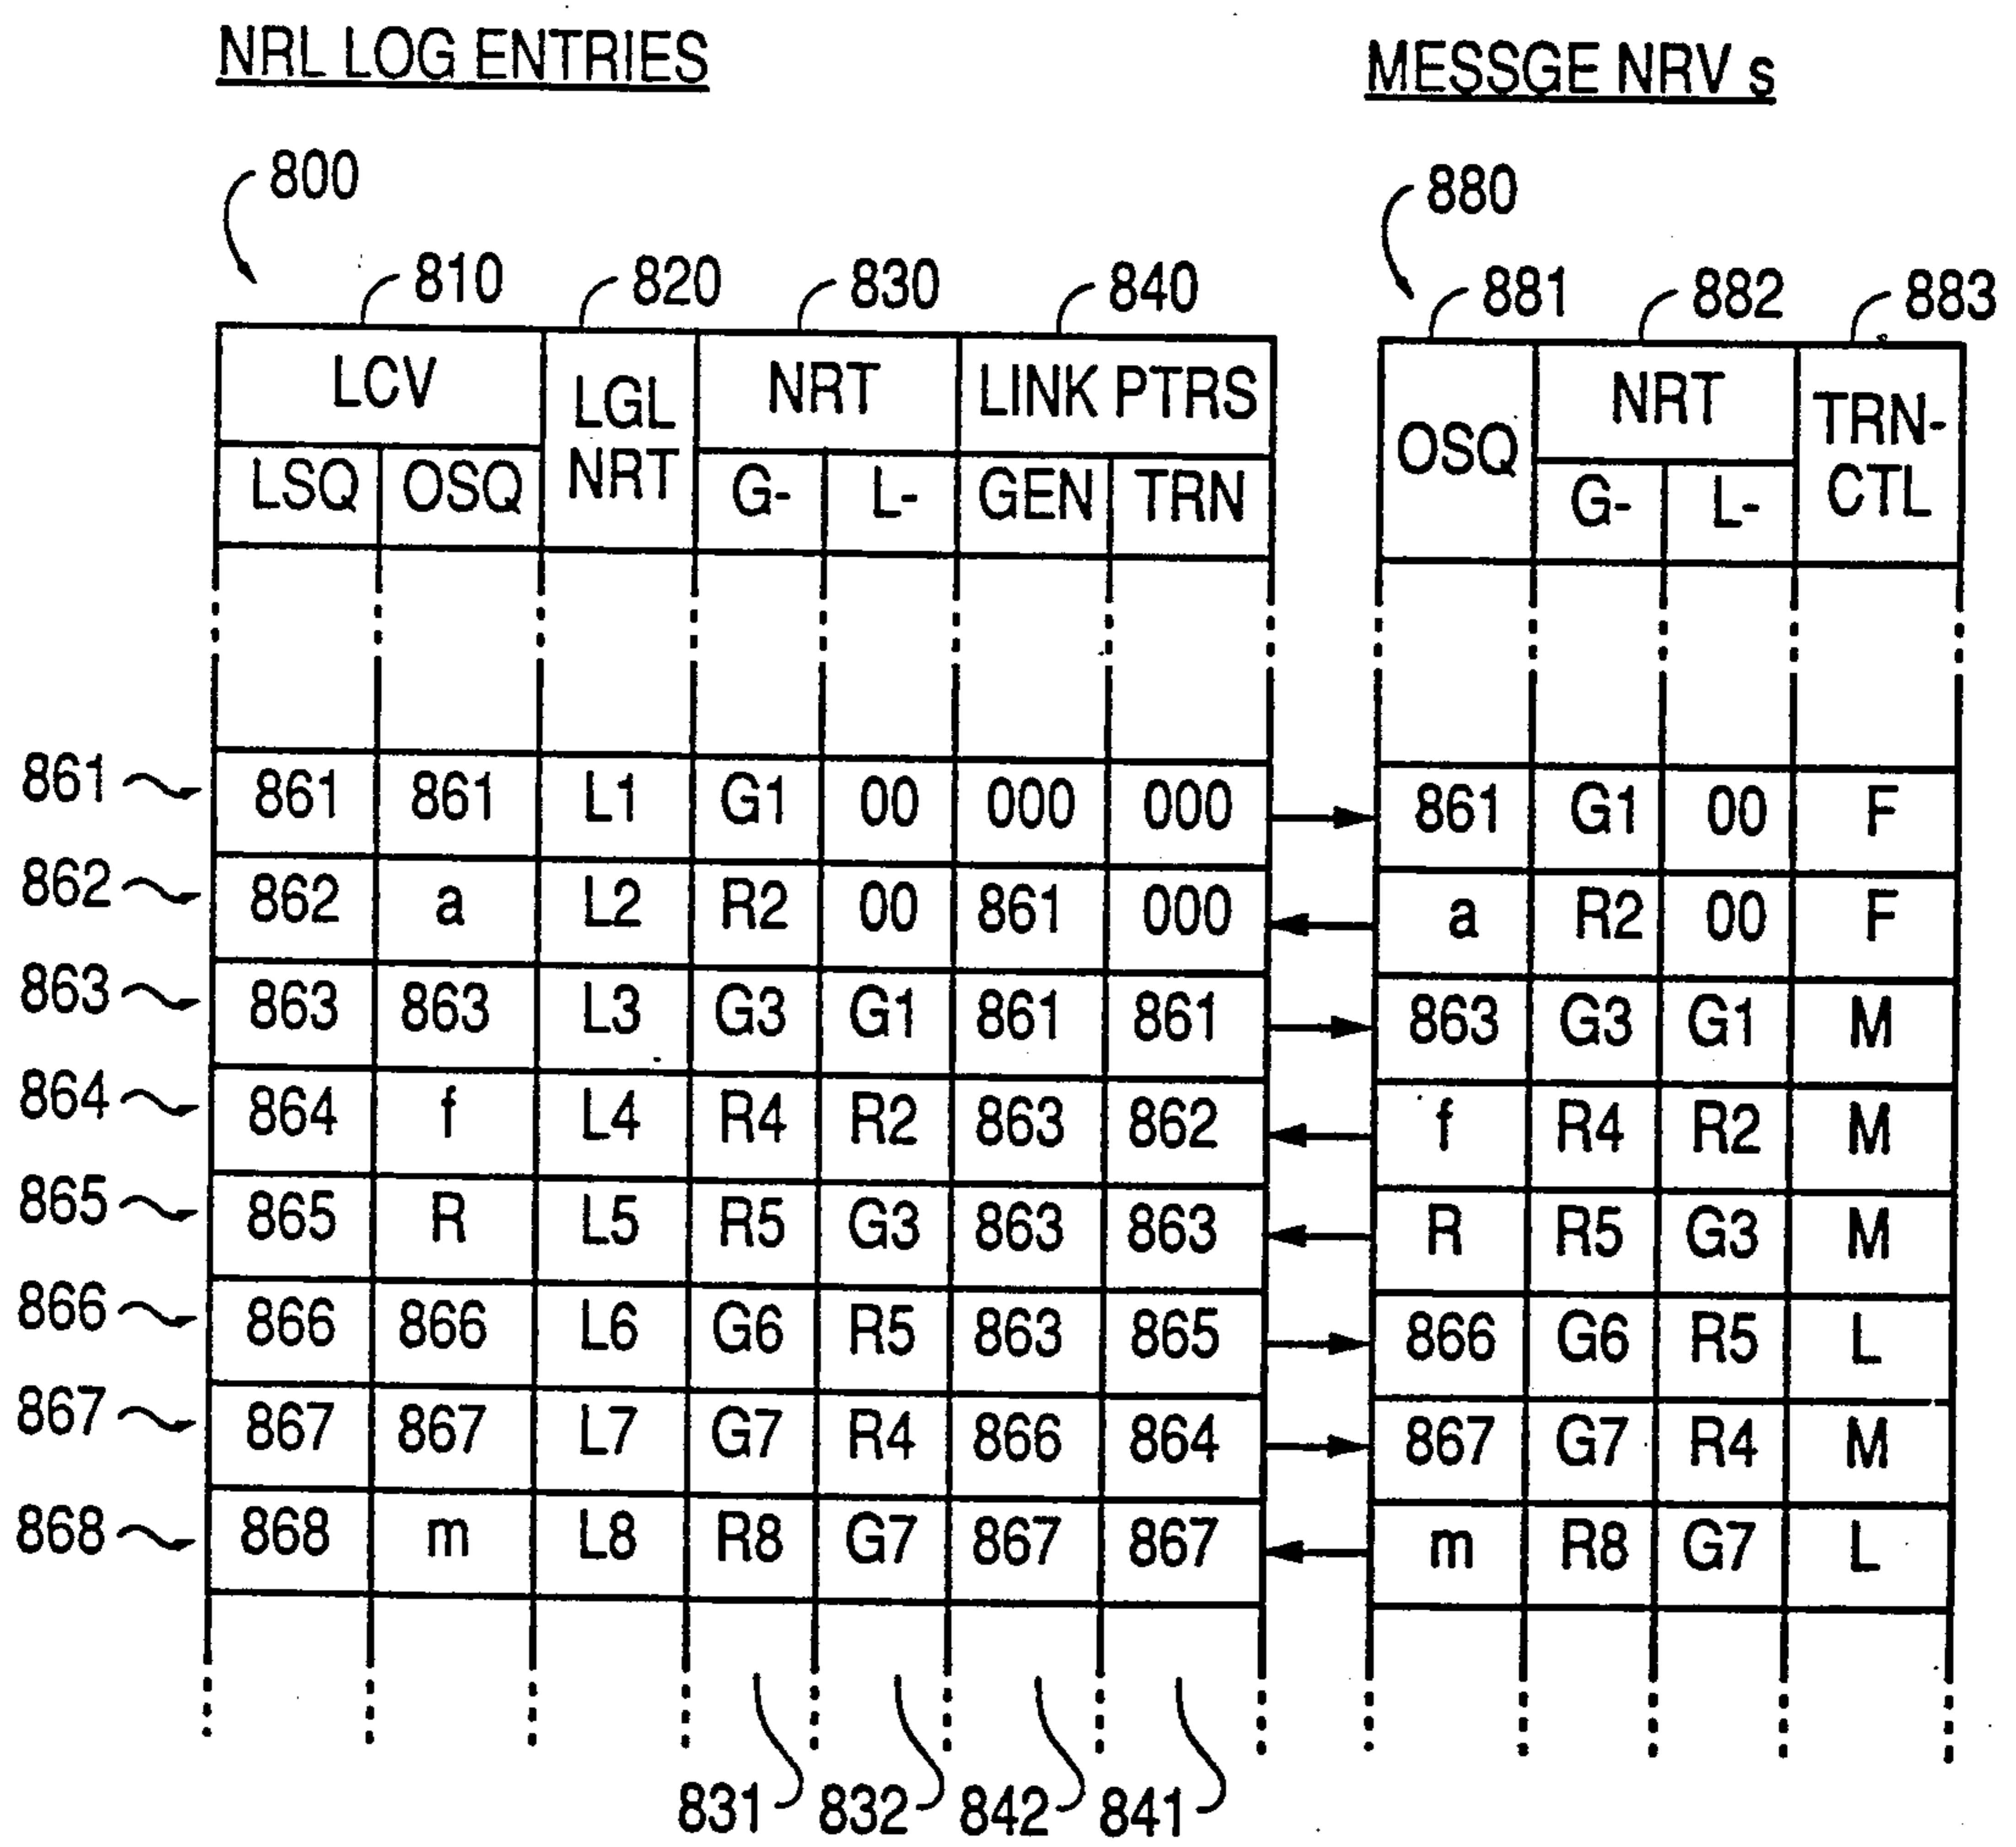 NRL LOG ENTRIES MESSGE NRV s
800 880
810 820 830 840 881 882 883
LCV LGL NRT NRT LINK PTRS OSQ NRT TRN-CTL
LSQ OSQ G- L- GEN TRN G- L-
861 861 861 L1 G1 00 000 000 861 G1 00 F
862 862 a L2 R2 00 861 000 a R2 00 F
863 863 863 L3 G3 G1 861 861 863 G3 G1 M
864 864 f L4 R4 R2 863 862 f R4 R2 M
865 865 R L5 R5 G3 863 863 R R5 G3 M
866 866 866 L6 G6 R5 863 865 866 G6 R5 L
867 867 867 L7 G7 R4 866 864 867 G7 R4 M
868 868 m L8 R8 G7 867 867 m R8 G7 L
831 832 842 841